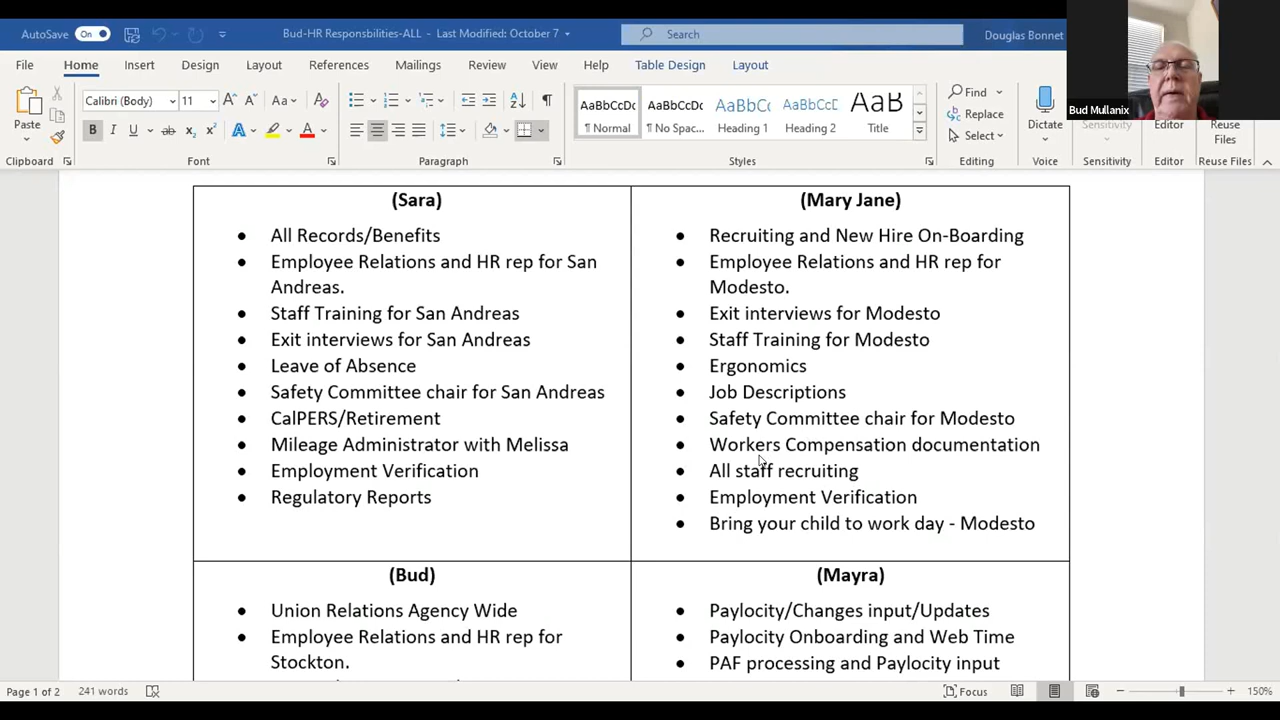 AutoSave On
Bud-HR Responsbilities-ALL - Last Modified: October 7
Search
Douglas Bonnet
File Home Insert Design Layout References Mailings Review View Help Table Design Layout
Bud Mullanix
Paste
Calibri (Body) 11
Find
Replace
Select
AaBbCcDc AaBbCcDc AaBbCc AaBbCcD AaB
¶ Normal ¶ No Spac... Heading 1 Heading 2 Title
Dictate Sensitivity Editor Reuse Files
Clipboard Font Paragraph Styles Editing Voice Sensitivity Editor Reuse Files
(Sara)
All Records/Benefits
Employee Relations and HR rep for San
Andreas.
Staff Training for San Andreas
Exit interviews for San Andreas
Leave of Absence
Safety Committee chair for San Andreas
CalPERS/Retirement
Mileage Administrator with Melissa
Employment Verification
Regulatory Reports
(Mary Jane)
Recruiting and New Hire On-Boarding
Employee Relations and HR rep for
Modesto.
Exit interviews for Modesto
Staff Training for Modesto
Ergonomics
Job Descriptions
Safety Committee chair for Modesto
Workers Compensation documentation
All staff recruiting
Employment Verification
Bring your child to work day - Modesto
(Bud)
Union Relations Agency Wide
Employee Relations and HR rep for
Stockton.
(Mayra)
Paylocity/Changes input/Updates
Paylocity Onboarding and Web Time
PAF processing and Paylocity input
Page 1 of 2 241 words Focus 150%